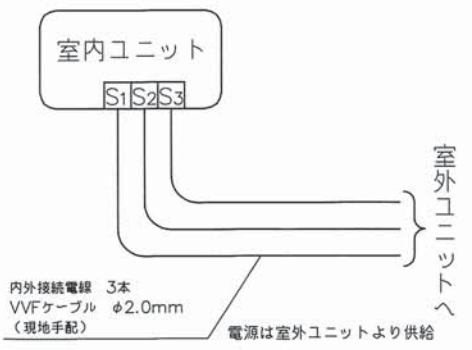 室内ユニット
S1 S2 S3
室外ユニットへ
内外接続電線 3本
VVFケーブル φ2.0mm
（現地手配）
電源は室外ユニットより供給